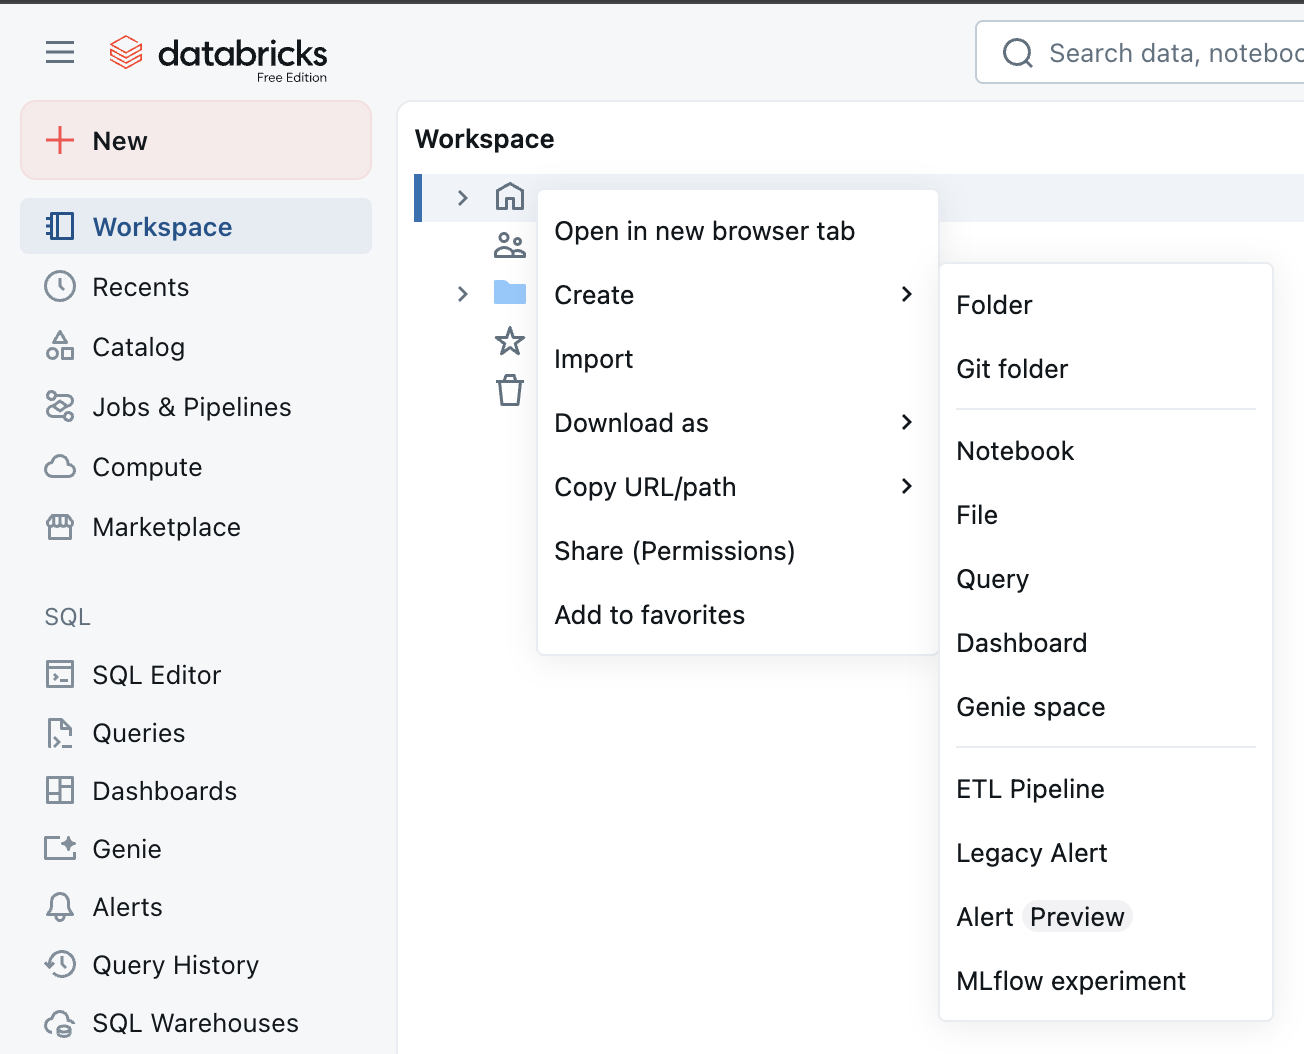 databricks
Free Edition
Search data, noteboo
New
Workspace
Recents
Catalog
Jobs & Pipelines
Compute
Marketplace
SQL
SQL Editor
Queries
Dashboards
Genie
Alerts
Query History
SQL Warehouses
Workspace
Open in new browser tab
Create
Import
Download as
Copy URL/path
Share (Permissions)
Add to favorites
Folder
Git folder
Notebook
File
Query
Dashboard
Genie space
ETL Pipeline
Legacy Alert
Alert Preview
MLflow experiment